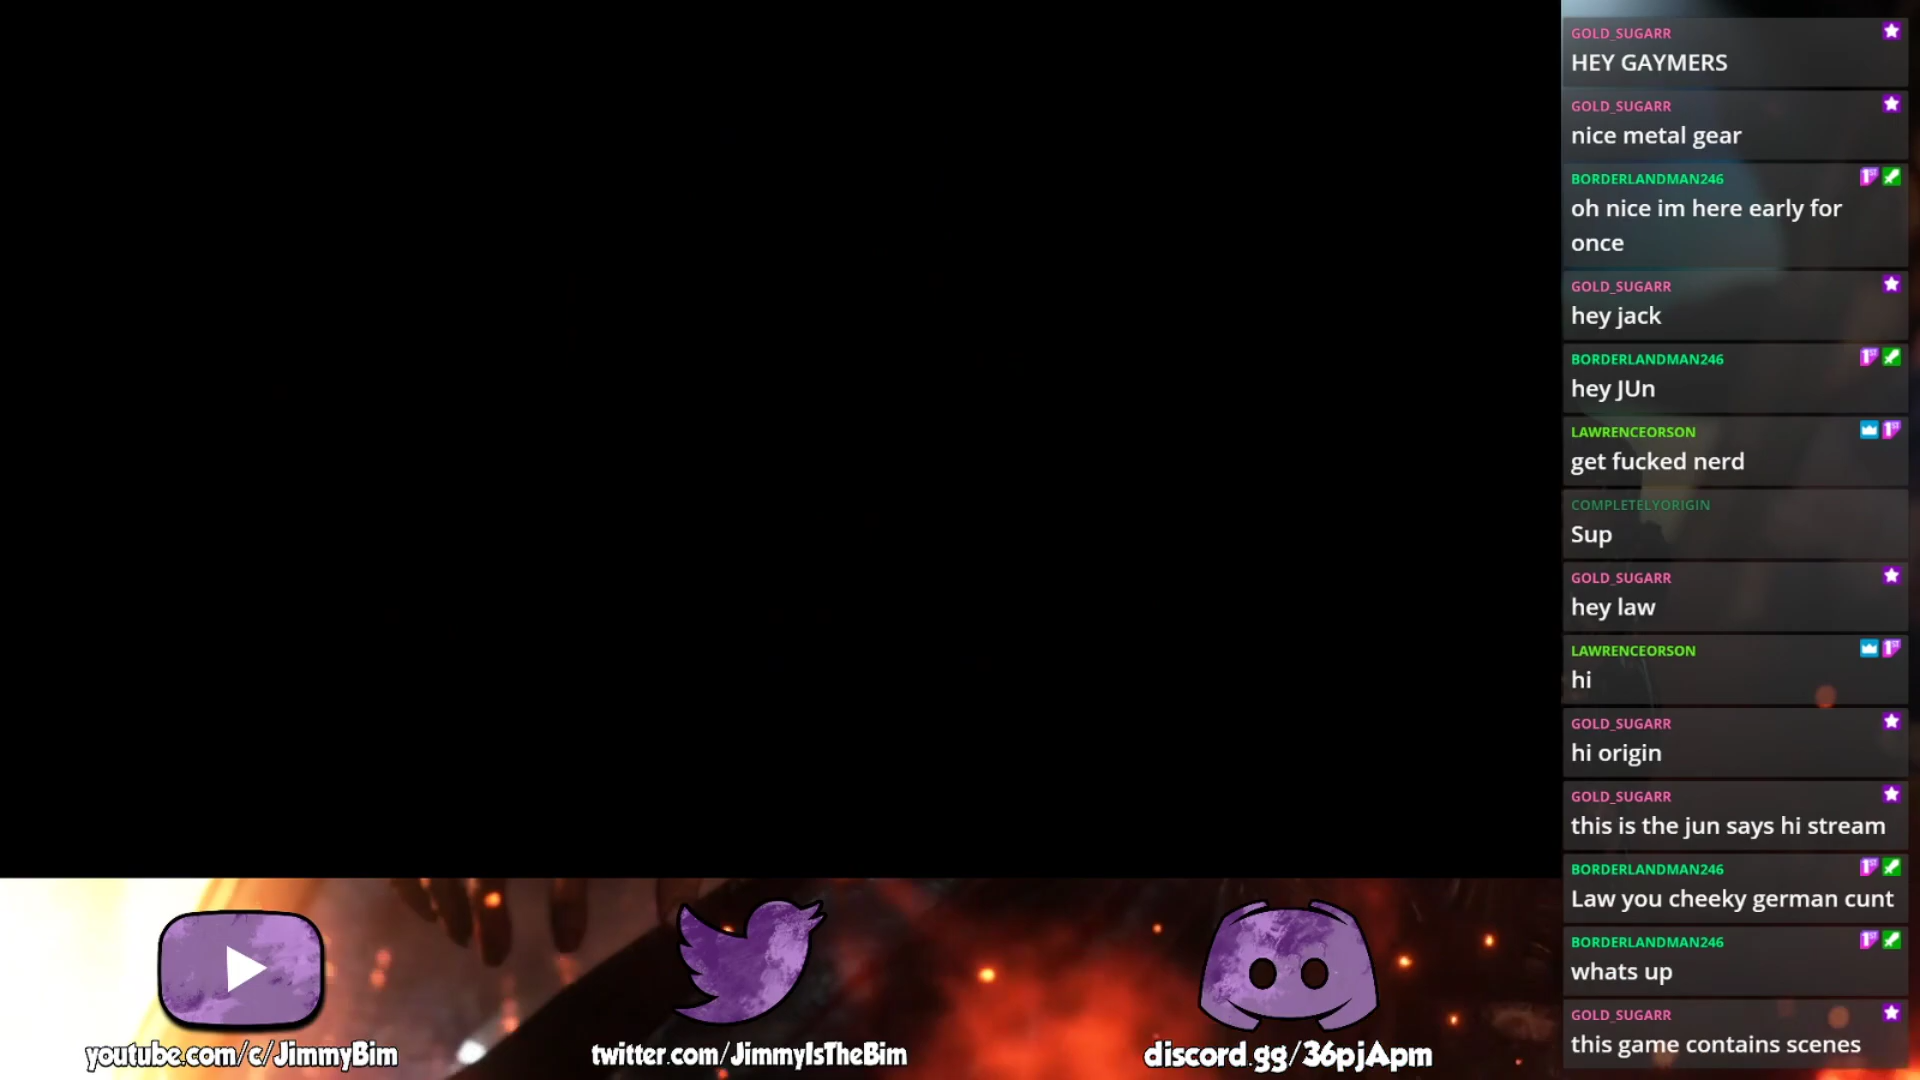 GOLD_SUGARR
HEY GAYMERS
GOLD_SUGARR
nice metal gear
BORDERLANDMAN246
oh nice im here early for
once
GOLD_SUGARR
hey jack
BORDERLANDMAN246
hey JUn
LAWRENCEORSON
get fucked nerd
COMPLETELYORIGIN
Sup
GOLD_SUGARR
hey law
LAWRENCEORSON
hi
GOLD_SUGARR
hi origin
GOLD_SUGARR
this is the jun says hi stream
BORDERLANDMAN246
Law you cheeky german cunt
BORDERLANDMAN246
whats up
GOLD_SUGARR
this game contains scenes
youtube.com/c/JimmyBim
twitter.com/JimmyIsTheBim
discord.gg/36pjApm